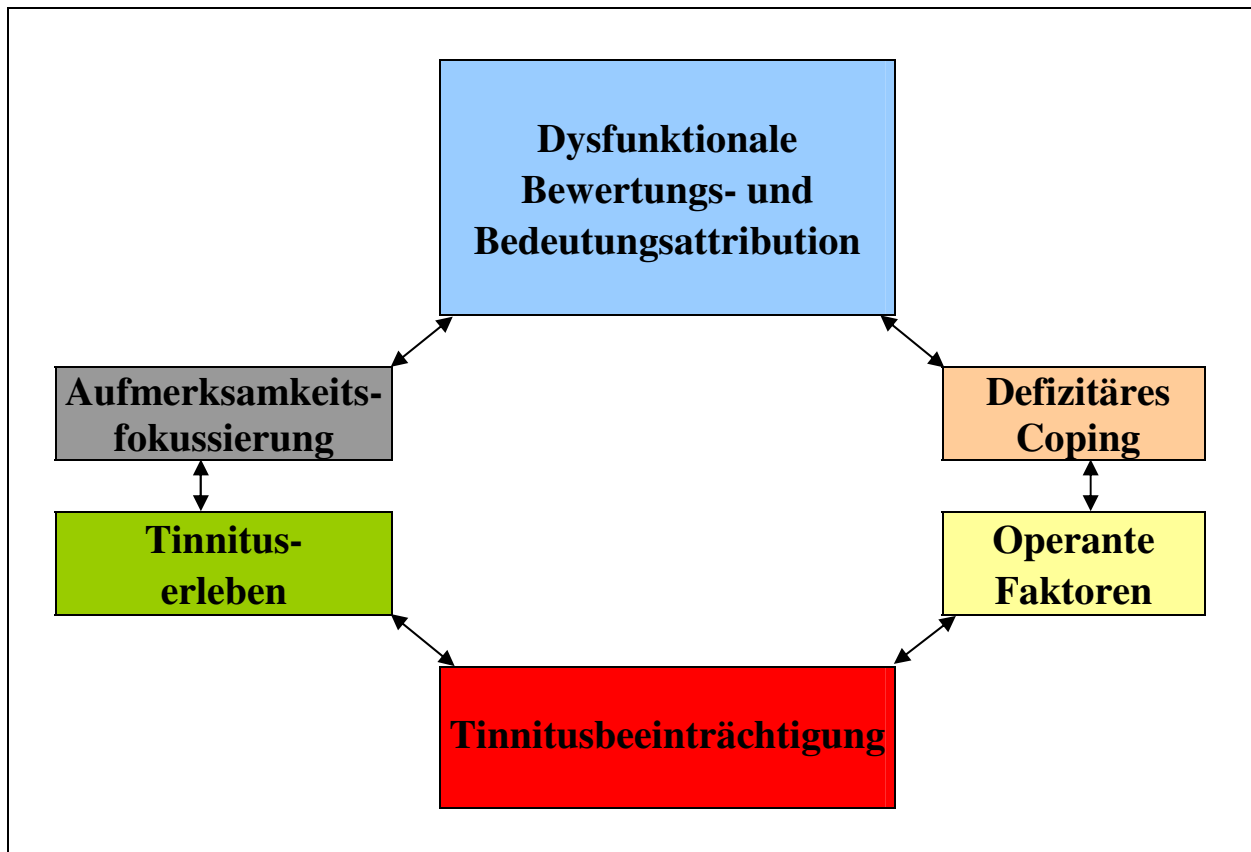 Dysfunktionale
Bewertungs- und
Bedeutungsattribution
Aufmerksamkeits-
fokussierung
Defizitäres
Coping
Tinnitus-
erleben
Operante
Faktoren
Tinnitusbeeinträchtigung